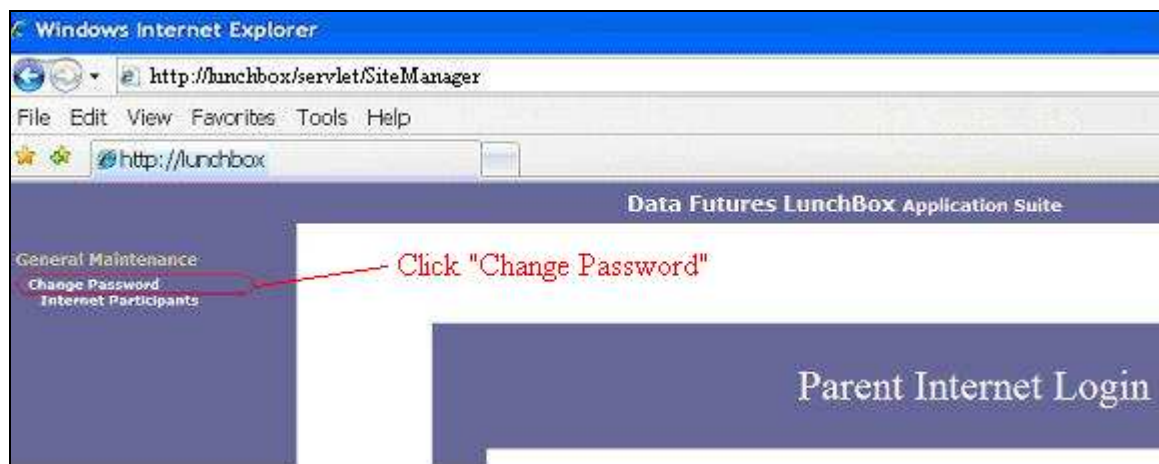 Windows Internet Explorer
http://lunchbox/servlet/SiteManager
File Edit View Favorites Tools Help
http://lunchbox
Data Futures LunchBox Application Suite
General Maintenance
Change Password
Internet Participants
Click "Change Password"
Parent Internet Login